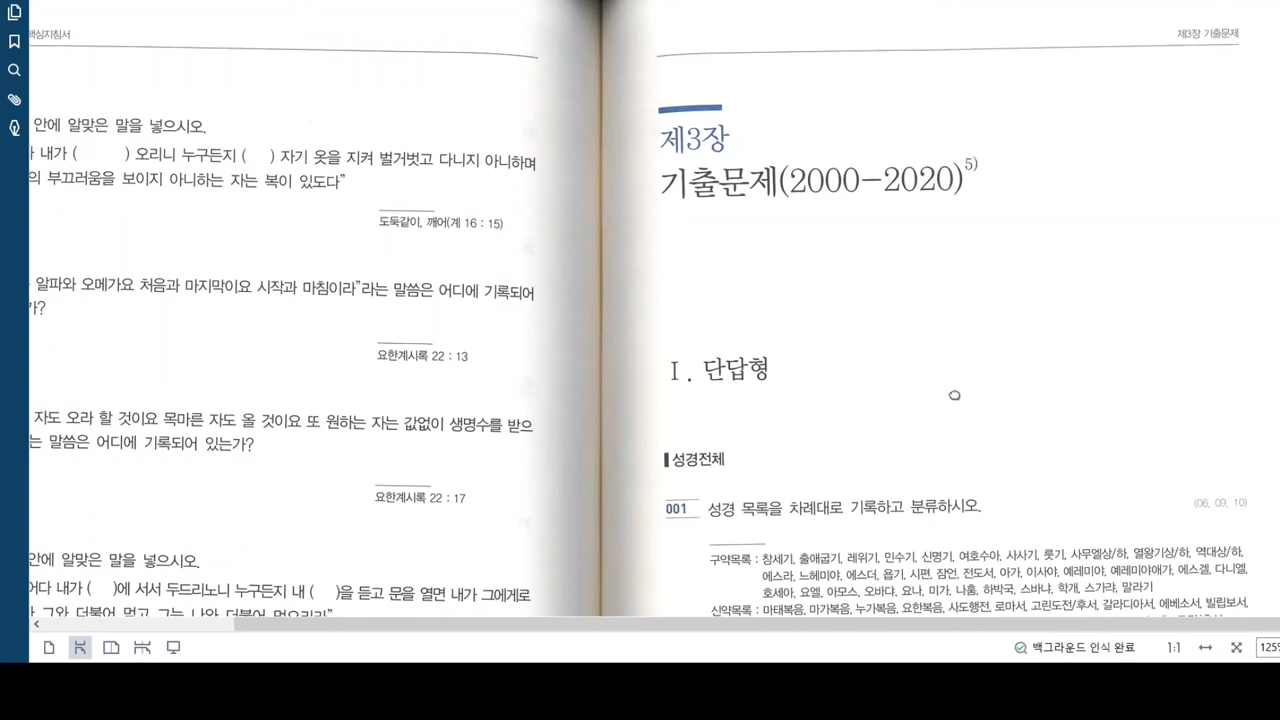 핵심지침서
안에 알맞은 말을 넣으시오.
내가 ( ) 오리니 누구든지 ( ) 자기 옷을 지켜 벌거벗고 다니지 아니하며
의 부끄러움을 보이지 아니하는 자는 복이 있도다”
도둑같이, 깨어(계 16 : 15)
알파와 오메가요 처음과 마지막이요 시작과 마침이라”라는 말씀은 어디에 기록되어
가?
요한계시록 22 : 13
자도 오라 할 것이요 목마른 자도 올 것이요 또 원하는 자는 값없이 생명수를 받으
는 말씀은 어디에 기록되어 있는가?
요한계시록 22 : 17
안에 알맞은 말을 넣으시오.
어다 내가 ( )에 서서 두드리노니 누구든지 내 ( )을 듣고 문을 열면 내가 그에게로
그와 더불어 먹고 그는 나와 더불어 먹으리라”
제3장 기출문제
제3장
기출문제(2000-2020)5)
I. 단답형
성경전체
001 성경 목록을 차례대로 기록하고 분류하시오. (06, 09, 10)
구약목록 : 창세기, 출애굽기, 레위기, 민수기, 신명기, 여호수아, 사사기, 룻기, 사무엘상/하, 열왕기상/하, 역대상/하,
에스라, 느헤미야, 에스더, 욥기, 시편, 잠언, 전도서, 아가, 이사야, 예레미야, 예레미야애가, 에스겔, 다니엘,
호세아, 요엘, 아모스, 오바댜, 요나, 미가, 나훔, 하박국, 스바냐, 학개, 스가랴, 말라기
신약목록 : 마태복음, 마가복음, 누가복음, 요한복음, 사도행전, 로마서, 고린도전/후서, 갈라디아서, 에베소서, 빌립보서,
백그라운드 인식 완료 1:1 125%